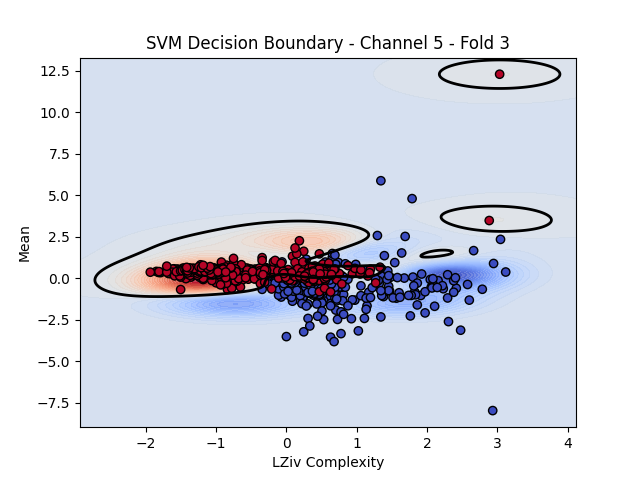 SVM Decision Boundary - Channel 5 - Fold 3
12.5
10.0
7.5
5.0
2.5
0.0
−2.5
−5.0
−7.5
Mean
−2 −1 0 1 2 3 4
LZiv Complexity